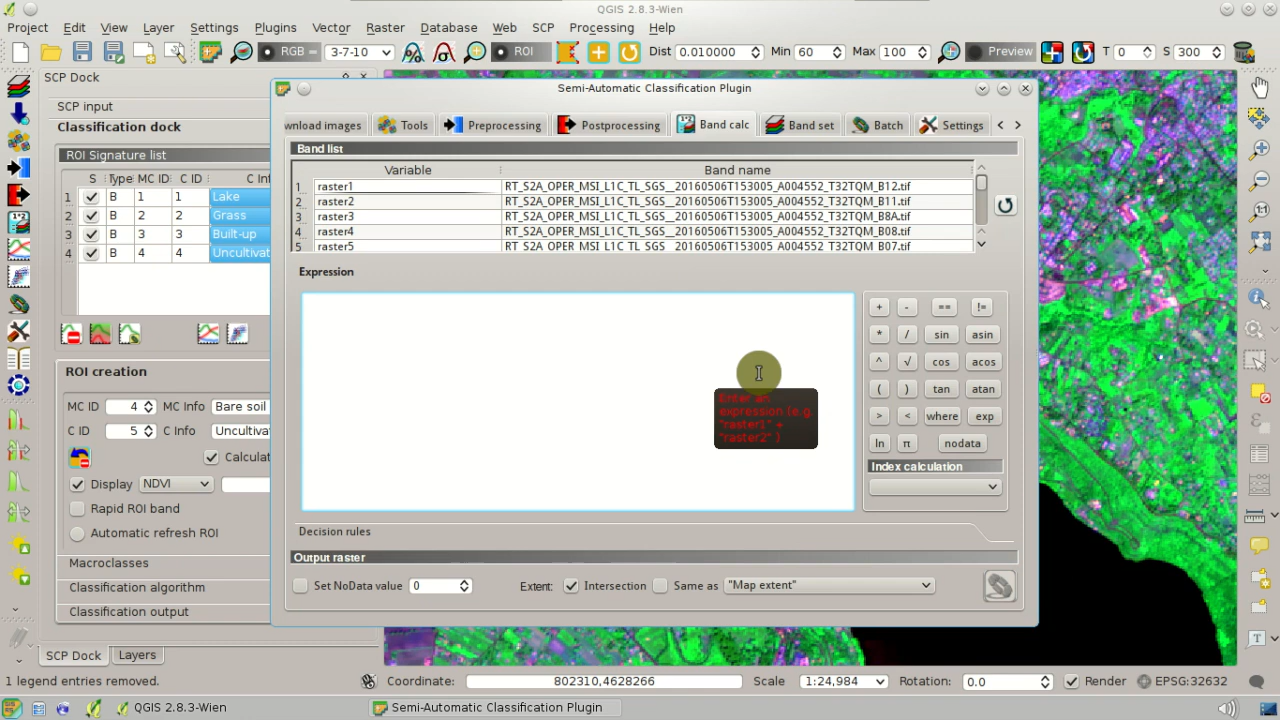 QGIS 2.8.3-Wien
Project Edit View Layer Settings Plugins Vector Raster Database Web SCP Processing Help
RGB = 3-7-10 ROI Dist 0.010000 Min 60 Max 100 Preview T 0 S 300
SCP Dock
SCP input
Classification dock
ROI Signature list
S Type MC ID C ID C Inf
1 B 1 1 Lake
2 B 2 2 Grass
3 B 3 3 Built-up
4 B 4 4 Uncultivat
ROI creation
MC ID 4 MC Info Bare soil
C ID 5 C Info Uncultiva
Calculat
Display NDVI
Rapid ROI band
Automatic refresh ROI
Macroclasses
Classification algorithm
Classification output
SCP Dock Layers
Semi-Automatic Classification Plugin
wnload images Tools Preprocessing Postprocessing Band calc Band set Batch Settings
Band list
Variable Band name
1 raster1 RT_S2A_OPER_MSI_L1C_TL_SGS__20160506T153005_A004552_T32TQM_B12.tif
2 raster2 RT_S2A_OPER_MSI_L1C_TL_SGS__20160506T153005_A004552_T32TQM_B11.tif
3 raster3 RT_S2A_OPER_MSI_L1C_TL_SGS__20160506T153005_A004552_T32TQM_B8A.tif
4 raster4 RT_S2A_OPER_MSI_L1C_TL_SGS__20160506T153005_A004552_T32TQM_B08.tif
5 raster5 RT_S2A_OPER_MSI_L1C_TL_SGS__20160506T153005_A004552_T32TQM_B07.tif
Expression
Enter an
expression (e.g.
"raster1" +
"raster2" )
+ - == !=
* / sin asin
^ √ cos acos
( ) tan atan
> < where exp
ln π nodata
Index calculation
Decision rules
Output raster
Set NoData value 0 Extent: Intersection Same as "Map extent"
1 legend entries removed. Coordinate: 802310,4628266 Scale 1:24,984 Rotation: 0.0 Render EPSG:32632
QGIS 2.8.3-Wien Semi-Automatic Classification Plugin